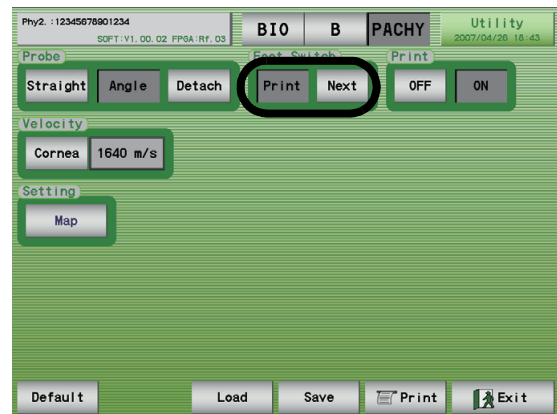 Phy2. :12345678901234
SOFT:V1.00.02 FPGA:Rf.03
BIO B PACHY
Utility
2007/04/26 18:43
Probe Foot Switch Print
Straight Angle Detach Print Next OFF ON
Velocity
Cornea 1640 m/s
Setting
Map
Default Load Save Print Exit